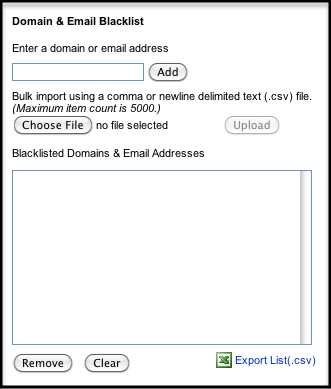 Domain & Email Blacklist
Enter a domain or email address
Add
Bulk import using a comma or newline delimited text (.csv) file.
(Maximum item count is 5000.)
Choose File no file selected Upload
Blacklisted Domains & Email Addresses
Remove Clear Export List(.csv)